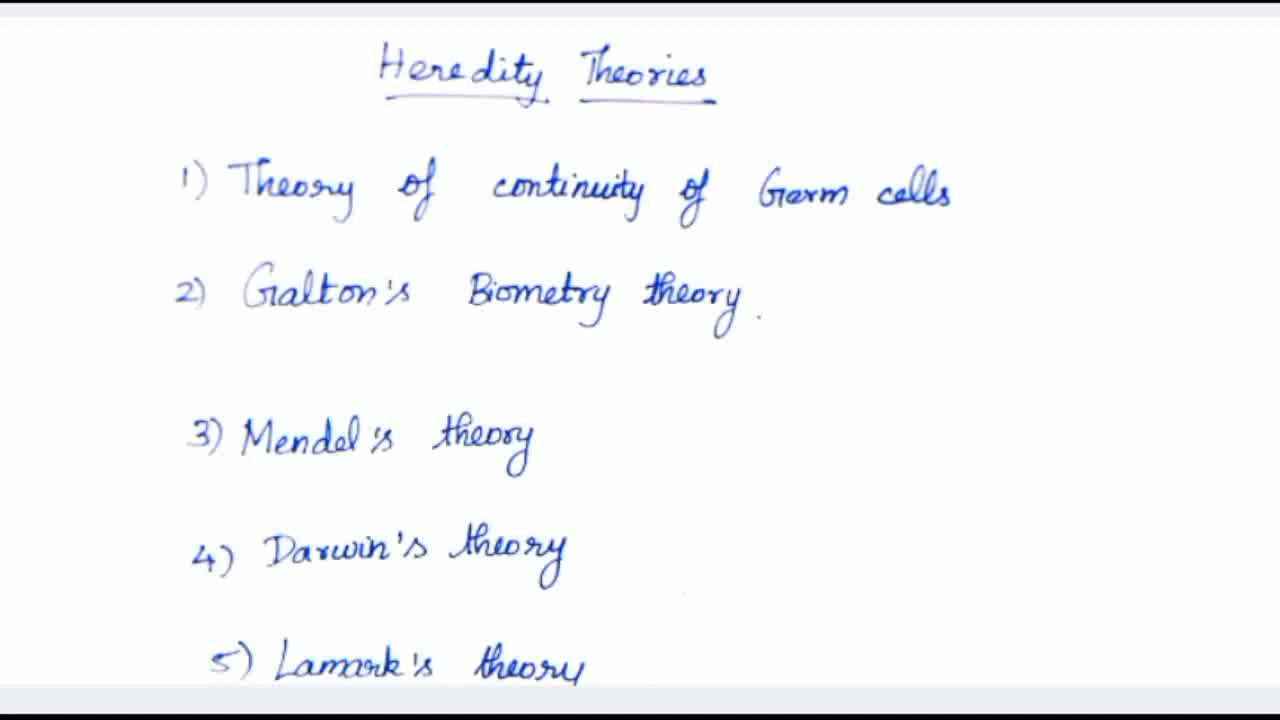 Heredity Theories
1) Theory of continuity of Germ cells
2) Galton's Biometry theory.
3) Mendel's theory
4) Darwin's theory
5) Lamark's theory